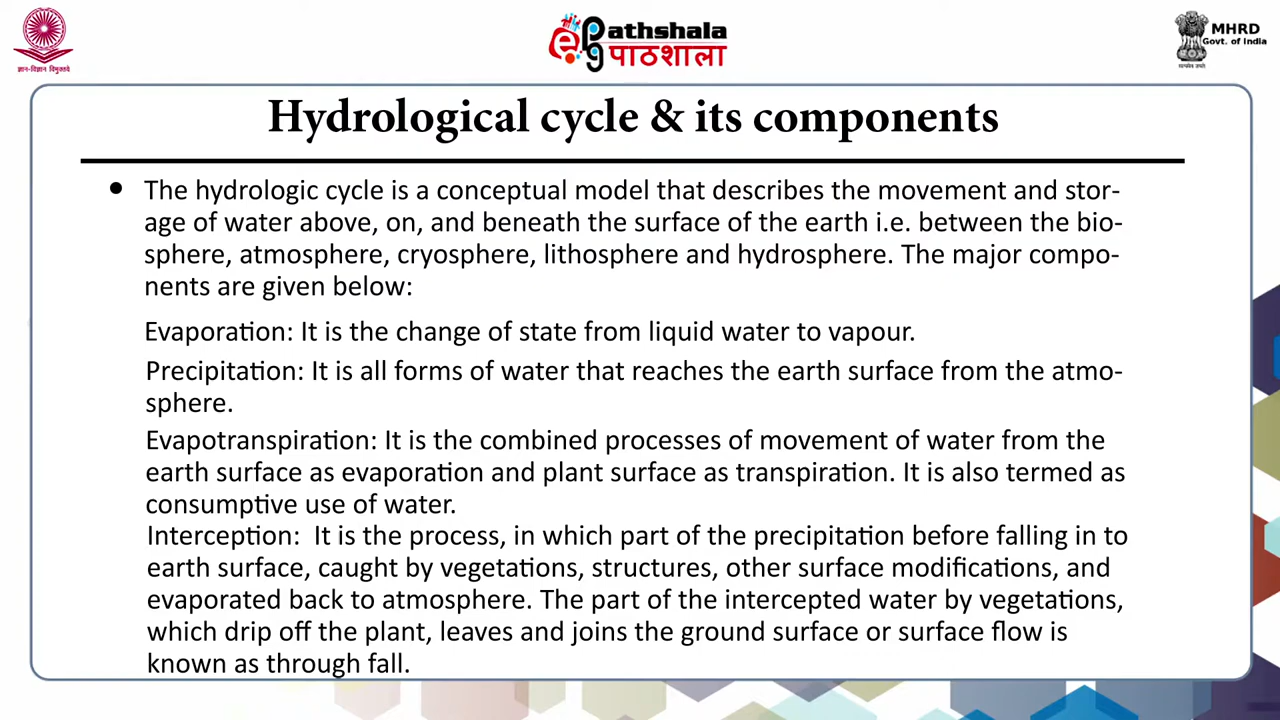 ज्ञान-विज्ञान विमुक्तये
ePathshala
पाठशाला
MHRD
Govt. of India
सत्यमेव जयते
Hydrological cycle & its components
• The hydrologic cycle is a conceptual model that describes the movement and stor-
age of water above, on, and beneath the surface of the earth i.e. between the bio-
sphere, atmosphere, cryosphere, lithosphere and hydrosphere. The major compo-
nents are given below:
Evaporation: It is the change of state from liquid water to vapour.
Precipitation: It is all forms of water that reaches the earth surface from the atmo-
sphere.
Evapotranspiration: It is the combined processes of movement of water from the
earth surface as evaporation and plant surface as transpiration. It is also termed as
consumptive use of water.
Interception: It is the process, in which part of the precipitation before falling in to
earth surface, caught by vegetations, structures, other surface modifications, and
evaporated back to atmosphere. The part of the intercepted water by vegetations,
which drip off the plant, leaves and joins the ground surface or surface flow is
known as through fall.